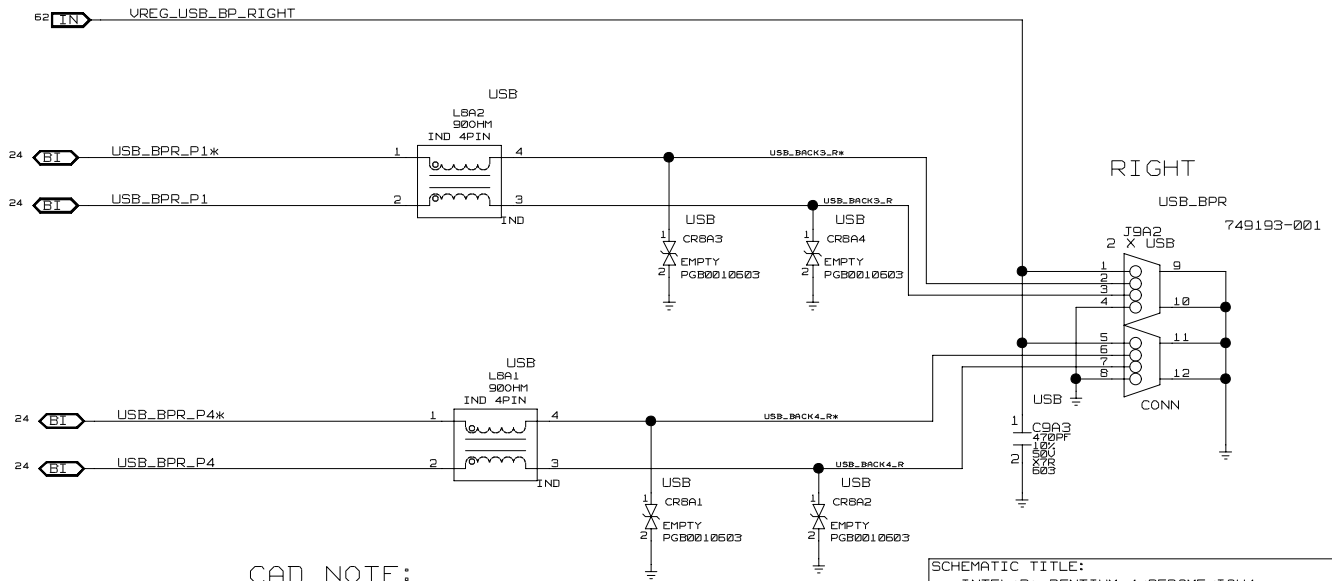 62 IN VREG_USB_BP_RIGHT
USB
L8A2
90OHM
IND 4PIN
24 BI USB_BPR_P1* 1 4 USB_BACK3_R*
24 BI USB_BPR_P1 2 3 USB_BACK3_R
IND
RIGHT
USB_BPR
749193-001
J9A2
2 X USB
USB
1 CR8A3
EMPTY
2 PGB0010603
USB
1 CR8A4
EMPTY
2 PGB0010603
1 9
2
3
4 10
5 11
6
7
8 12
CONN
USB
L8A1
90OHM
IND 4PIN
24 BI USB_BPR_P4* 1 4 USB_BACK4_R*
24 BI USB_BPR_P4 2 3 USB_BACK4_R
IND
USB
1 C9A3
470PF
10%
50V
2 X7R
603
USB
1 CR8A1
EMPTY
2 PGB0010603
USB
1 CR8A2
EMPTY
2 PGB0010603
CAD NOTE:
SCHEMATIC TITLE: